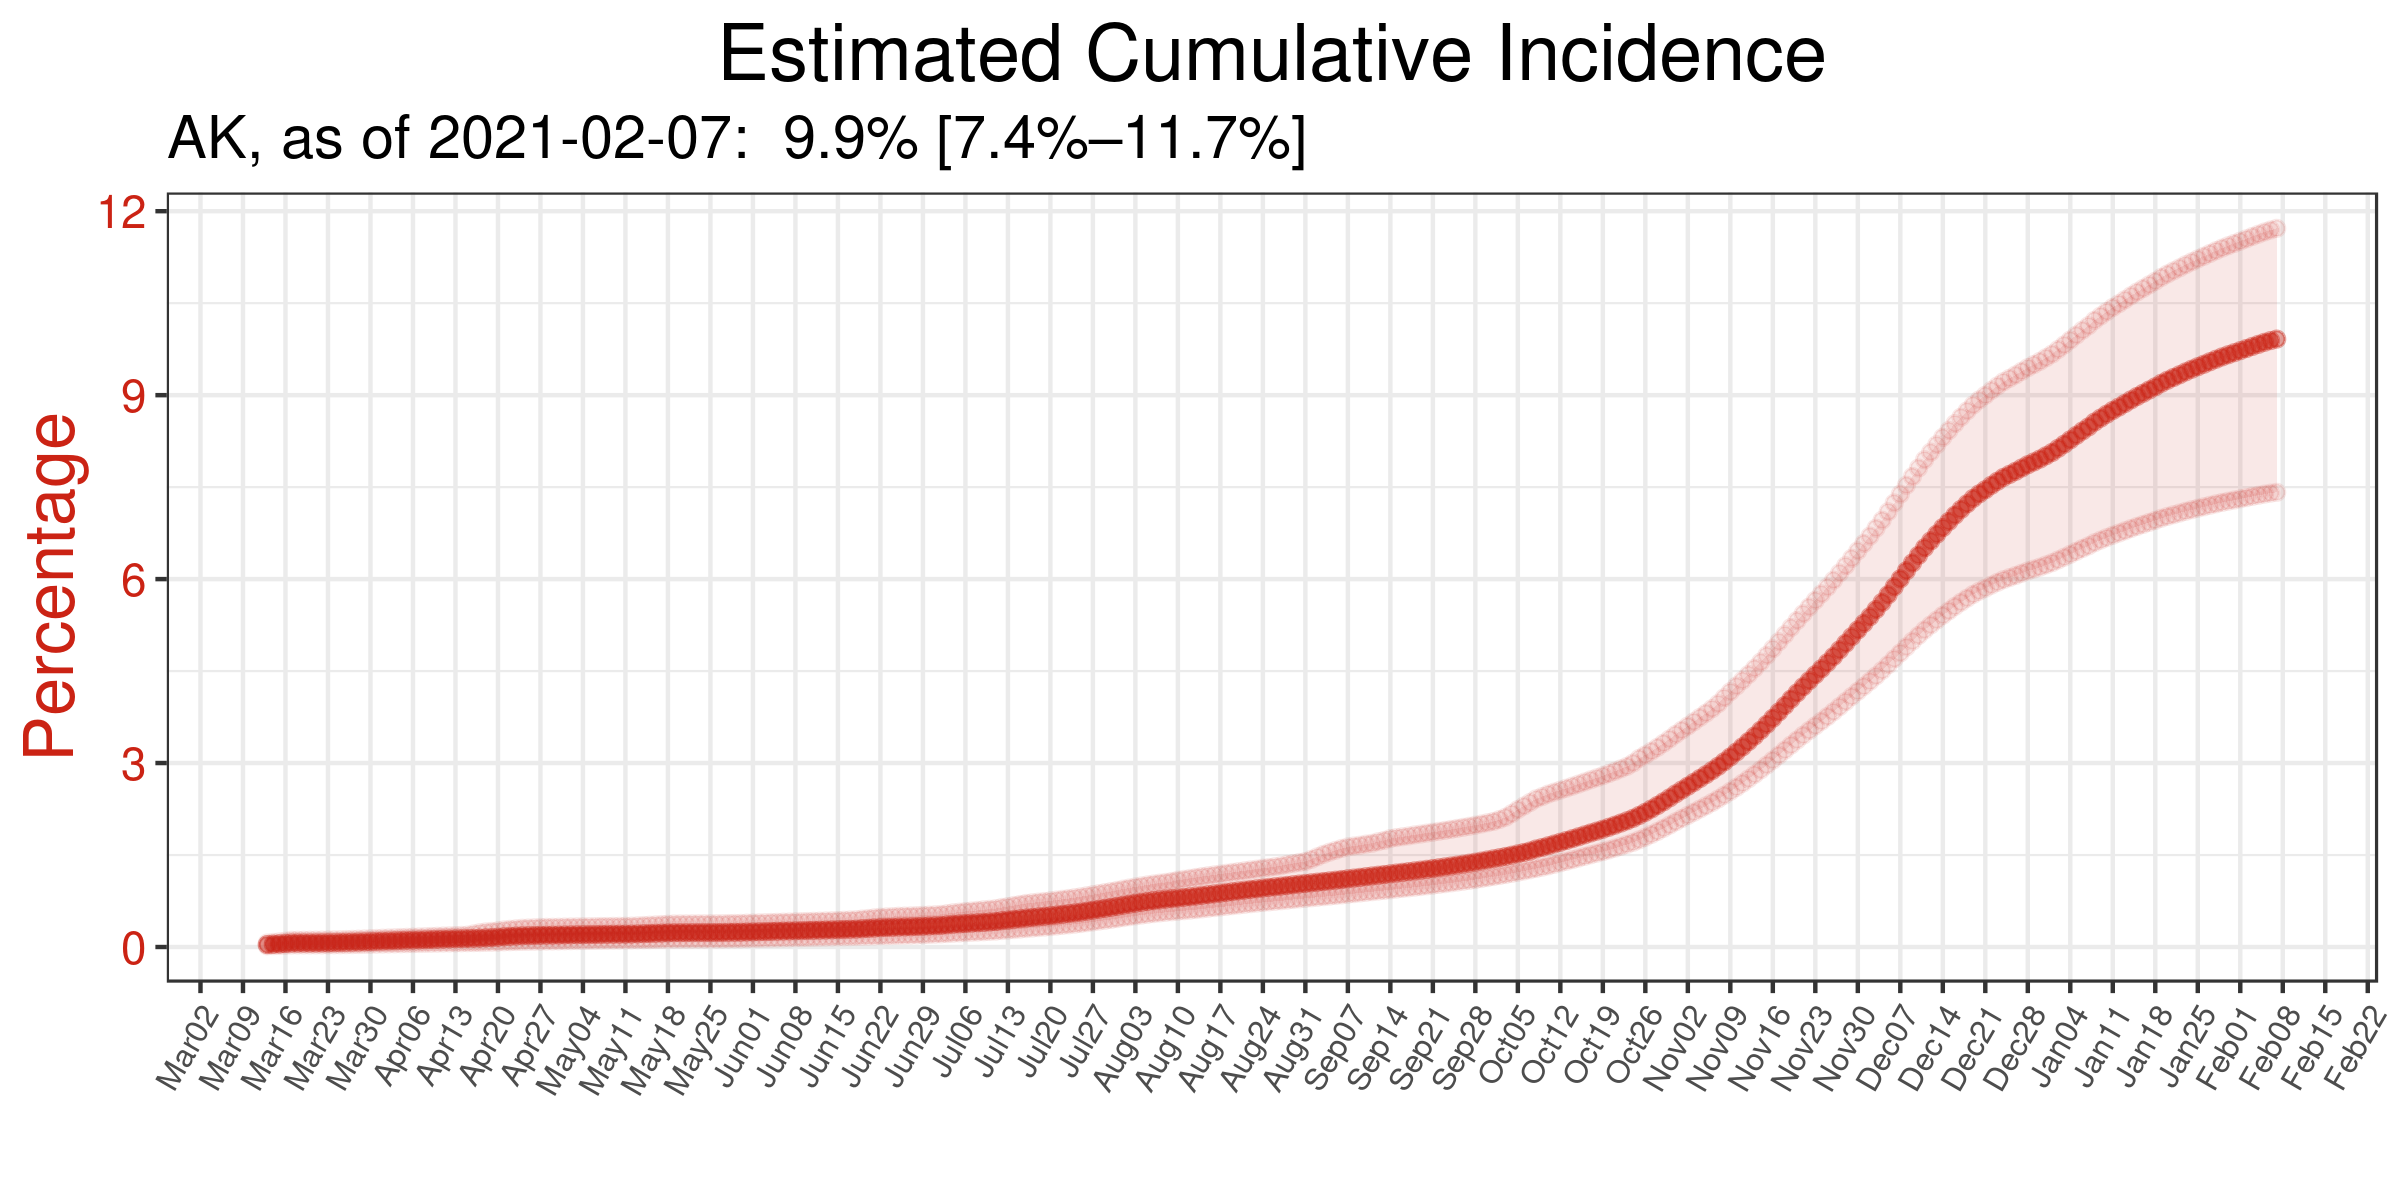 Estimated Cumulative Incidence
AK, as of 2021-02-07:  9.9% [7.4%–11.7%]
Percentage
12
9
6
3
0
Mar02
Mar09
Mar16
Mar23
Mar30
Apr06
Apr13
Apr20
Apr27
May04
May11
May18
May25
Jun01
Jun08
Jun15
Jun22
Jun29
Jul06
Jul13
Jul20
Jul27
Aug03
Aug10
Aug17
Aug24
Aug31
Sep07
Sep14
Sep21
Sep28
Oct05
Oct12
Oct19
Oct26
Nov02
Nov09
Nov16
Nov23
Nov30
Dec07
Dec14
Dec21
Dec28
Jan04
Jan11
Jan18
Jan25
Feb01
Feb08
Feb15
Feb22